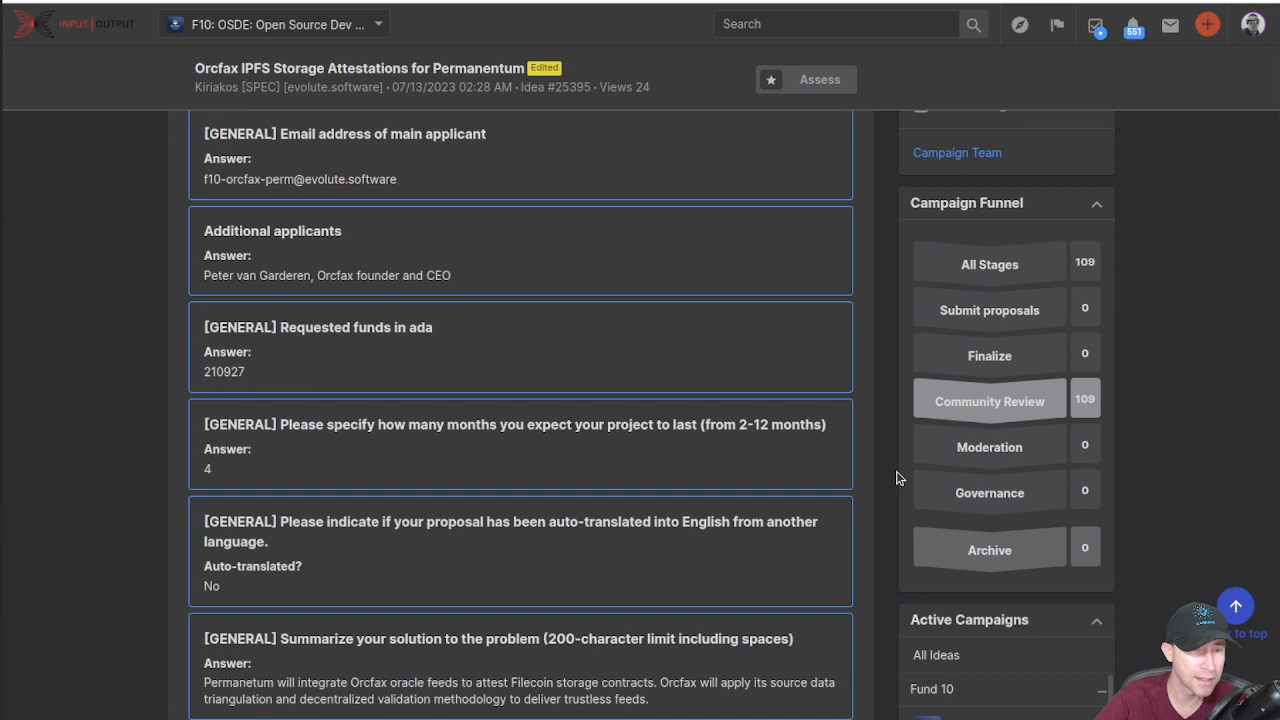 INPUT | OUTPUT
F10: OSDE: Open Source Dev ...
Search
551
Orcfax IPFS Storage Attestations for Permanentum Edited
Kiriakos [SPEC] [evolute.software] · 07/13/2023 02:28 AM · Idea #25395 · Views 24
Assess
[GENERAL] Email address of main applicant
Answer:
f10-orcfax-perm@evolute.software
Additional applicants
Answer:
Peter van Garderen, Orcfax founder and CEO
[GENERAL] Requested funds in ada
Answer:
210927
[GENERAL] Please specify how many months you expect your project to last (from 2-12 months)
Answer:
4
[GENERAL] Please indicate if your proposal has been auto-translated into English from another
language.
Auto-translated?
No
[GENERAL] Summarize your solution to the problem (200-character limit including spaces)
Answer:
Permanetum will integrate Orcfax oracle feeds to attest Filecoin storage contracts. Orcfax will apply its source data
triangulation and decentralized validation methodology to deliver trustless feeds.
Campaign Team
Campaign Funnel
All Stages 109
Submit proposals 0
Finalize 0
Community Review 109
Moderation 0
Governance 0
Archive 0
Active Campaigns
All Ideas
Fund 10
to top